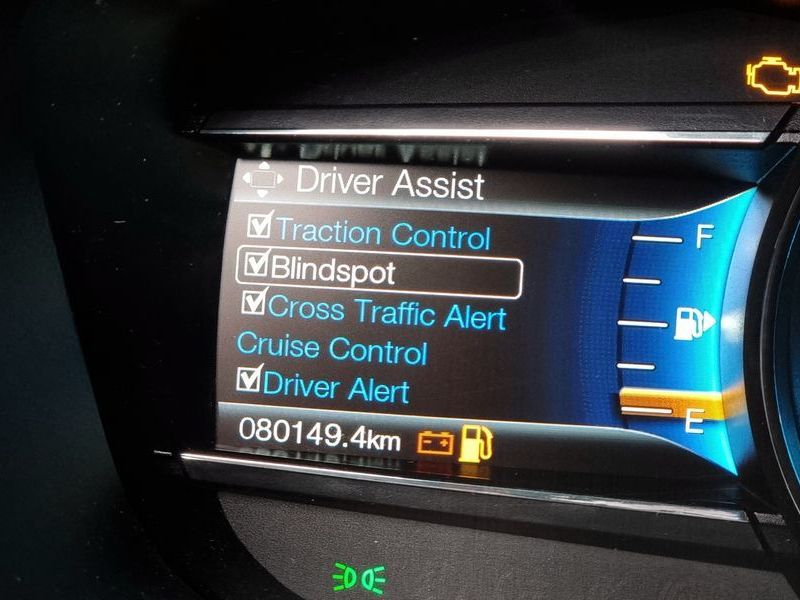 Driver Assist
Traction Control
Blindspot
Cross Traffic Alert
Cruise Control
Driver Alert
080149.4km
F
E